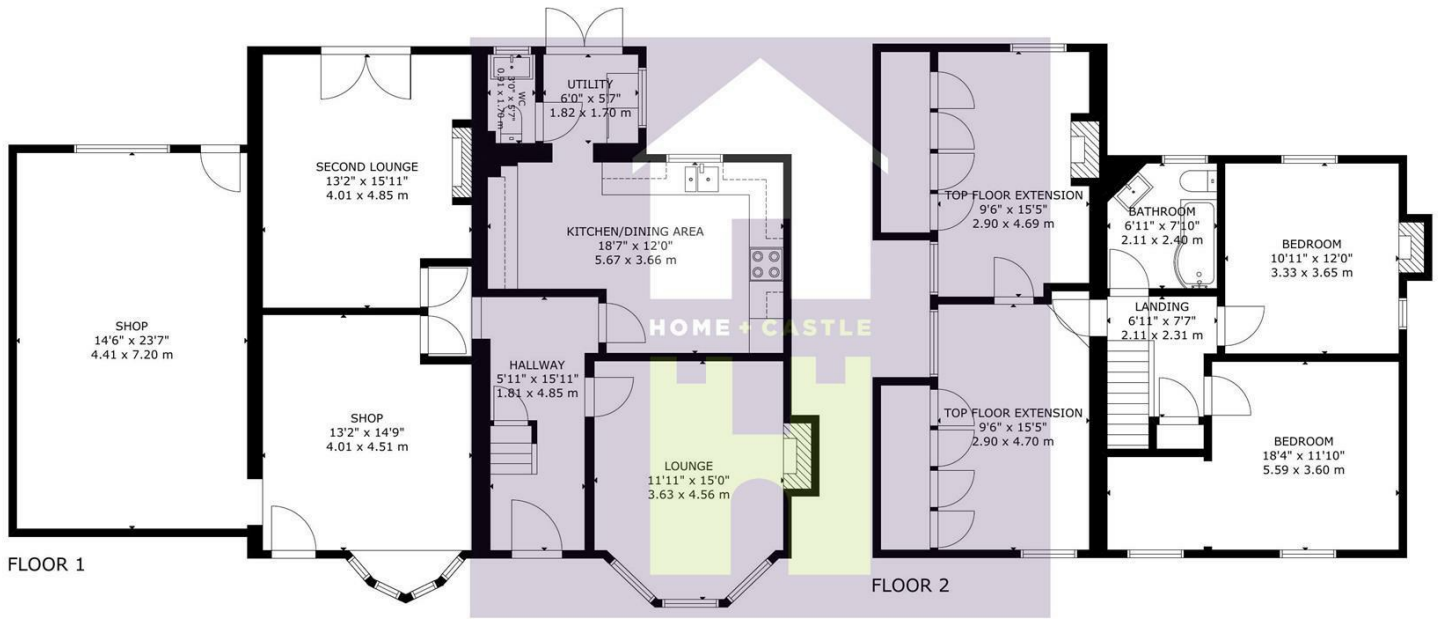 SHOP
14'6" x 23'7"
4.41 x 7.20 m
FLOOR 1
SECOND LOUNGE
13'2" x 15'11"
4.01 x 4.85 m
SHOP
13'2" x 14'9"
4.01 x 4.51 m
WC
3'0" x 5'7"
0.91 x 1.70 m
UTILITY
6'0" x 5'7"
1.82 x 1.70 m
KITCHEN/DINING AREA
18'7" x 12'0"
5.67 x 3.66 m
HOME + CASTLE
HALLWAY
5'11" x 15'11"
1.81 x 4.85 m
LOUNGE
11'11" x 15'0"
3.63 x 4.56 m
TOP FLOOR EXTENSION
9'6" x 15'5"
2.90 x 4.69 m
TOP FLOOR EXTENSION
9'6" x 15'5"
2.90 x 4.70 m
BATHROOM
6'11" x 7'10"
2.11 x 2.40 m
BEDROOM
10'11" x 12'0"
3.33 x 3.65 m
LANDING
6'11" x 7'7"
2.11 x 2.31 m
BEDROOM
18'4" x 11'10"
5.59 x 3.60 m
FLOOR 2